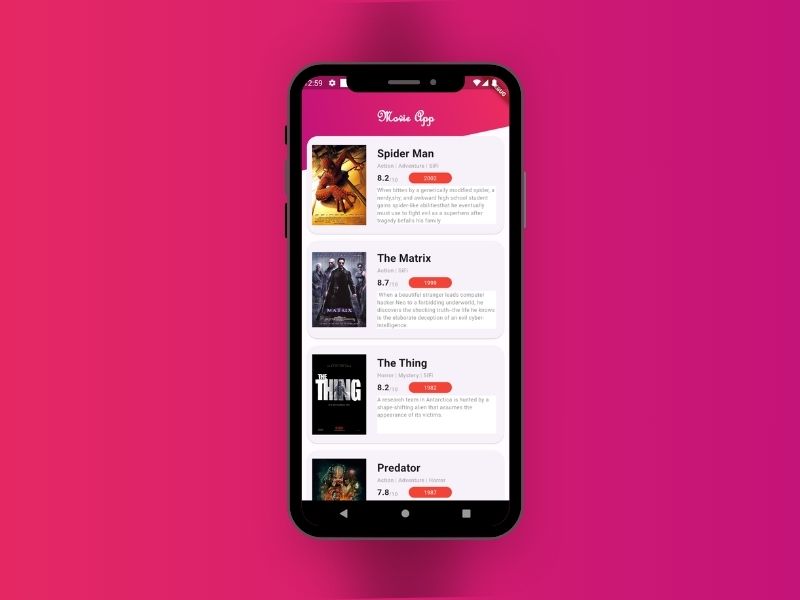 2:59
Movie App
Spider Man
Action | Adventure | SiFi
8.2/10
2002
When bitten by a genetically modified spider, a
nerdy,shy, and awkward high school student
gains spider-like abilities that he eventually
must use to fight evil as a superhero after
tragedy befalls his family
The Matrix
Action | SiFi
8.7/10
1999
When a beautiful stranger leads computer
hacker Neo to a forbidding underworld, he
discovers the shocking truth-the life he knows
is the elaborate deception of an evil cyber-
intelligence.
MATRIX
The Thing
Horror | Mystery | SiFi
8.2/10
1982
A research team in Antarctica is hunted by a
shape-shifting alien that assumes the
appearance of its victims.
THE
THING
Predator
Action | Adventure | Horror
7.8/10
1987